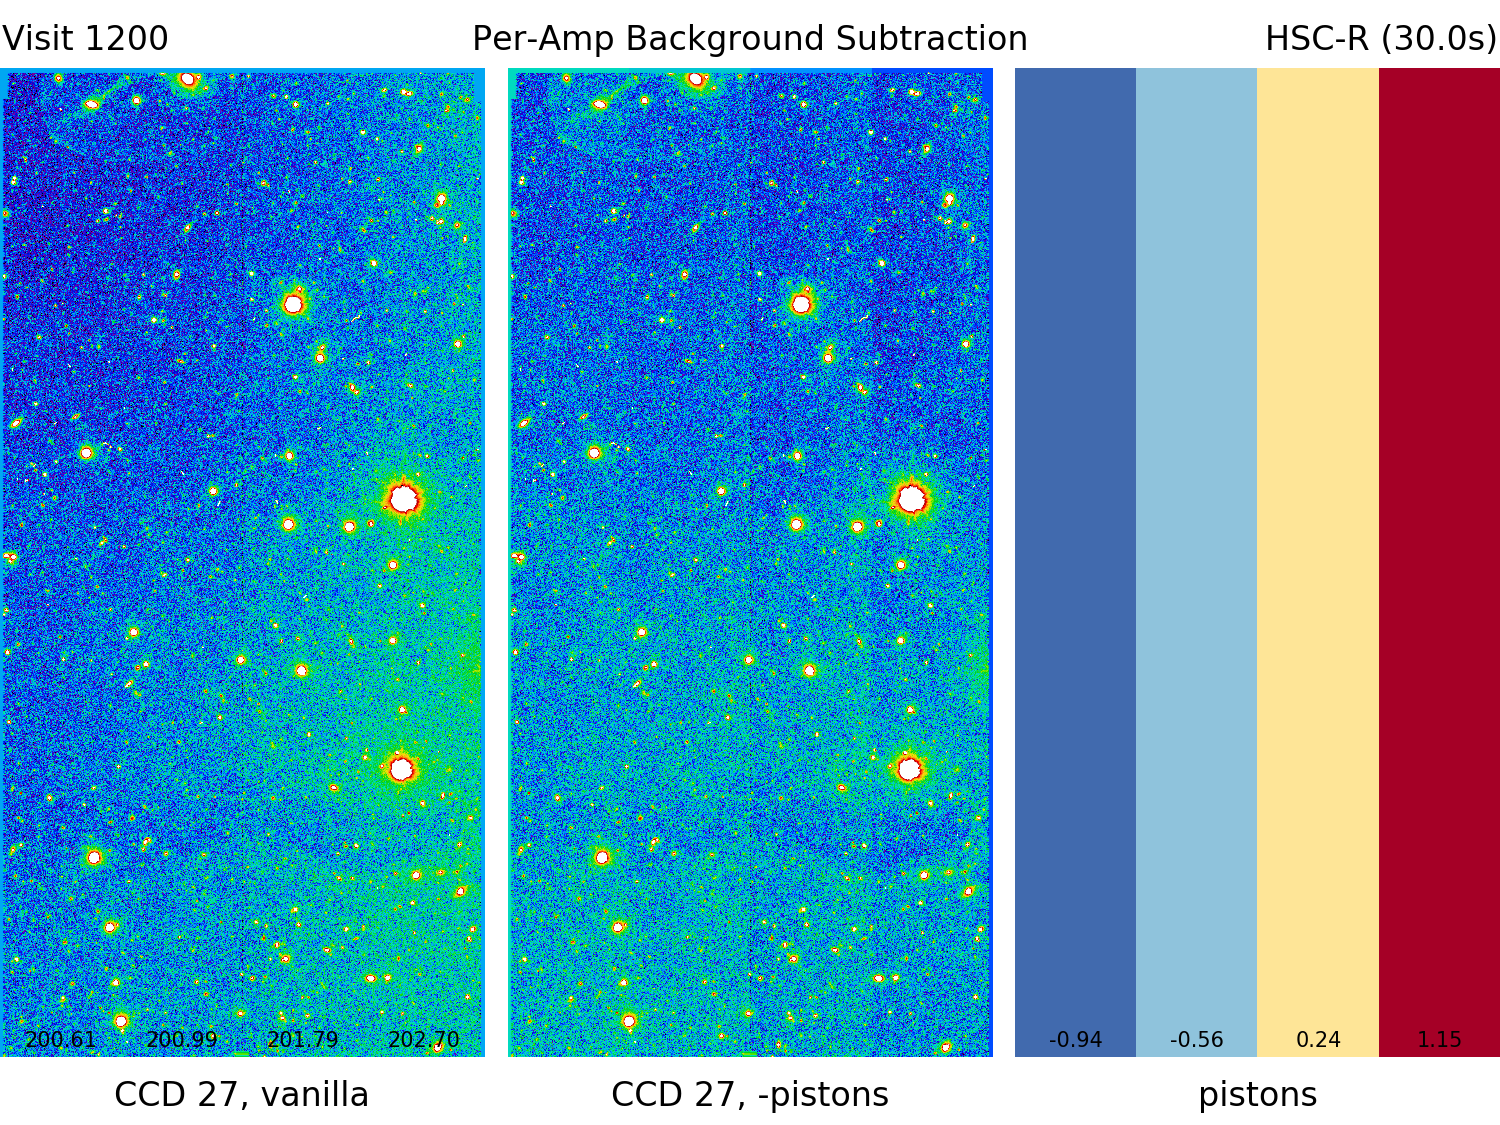 Visit 1200 Per-Amp Background Subtraction HSC-R (30.0s)
200.61 200.99 201.79 202.70 -0.94 -0.56 0.24 1.15
CCD 27, vanilla CCD 27, -pistons pistons